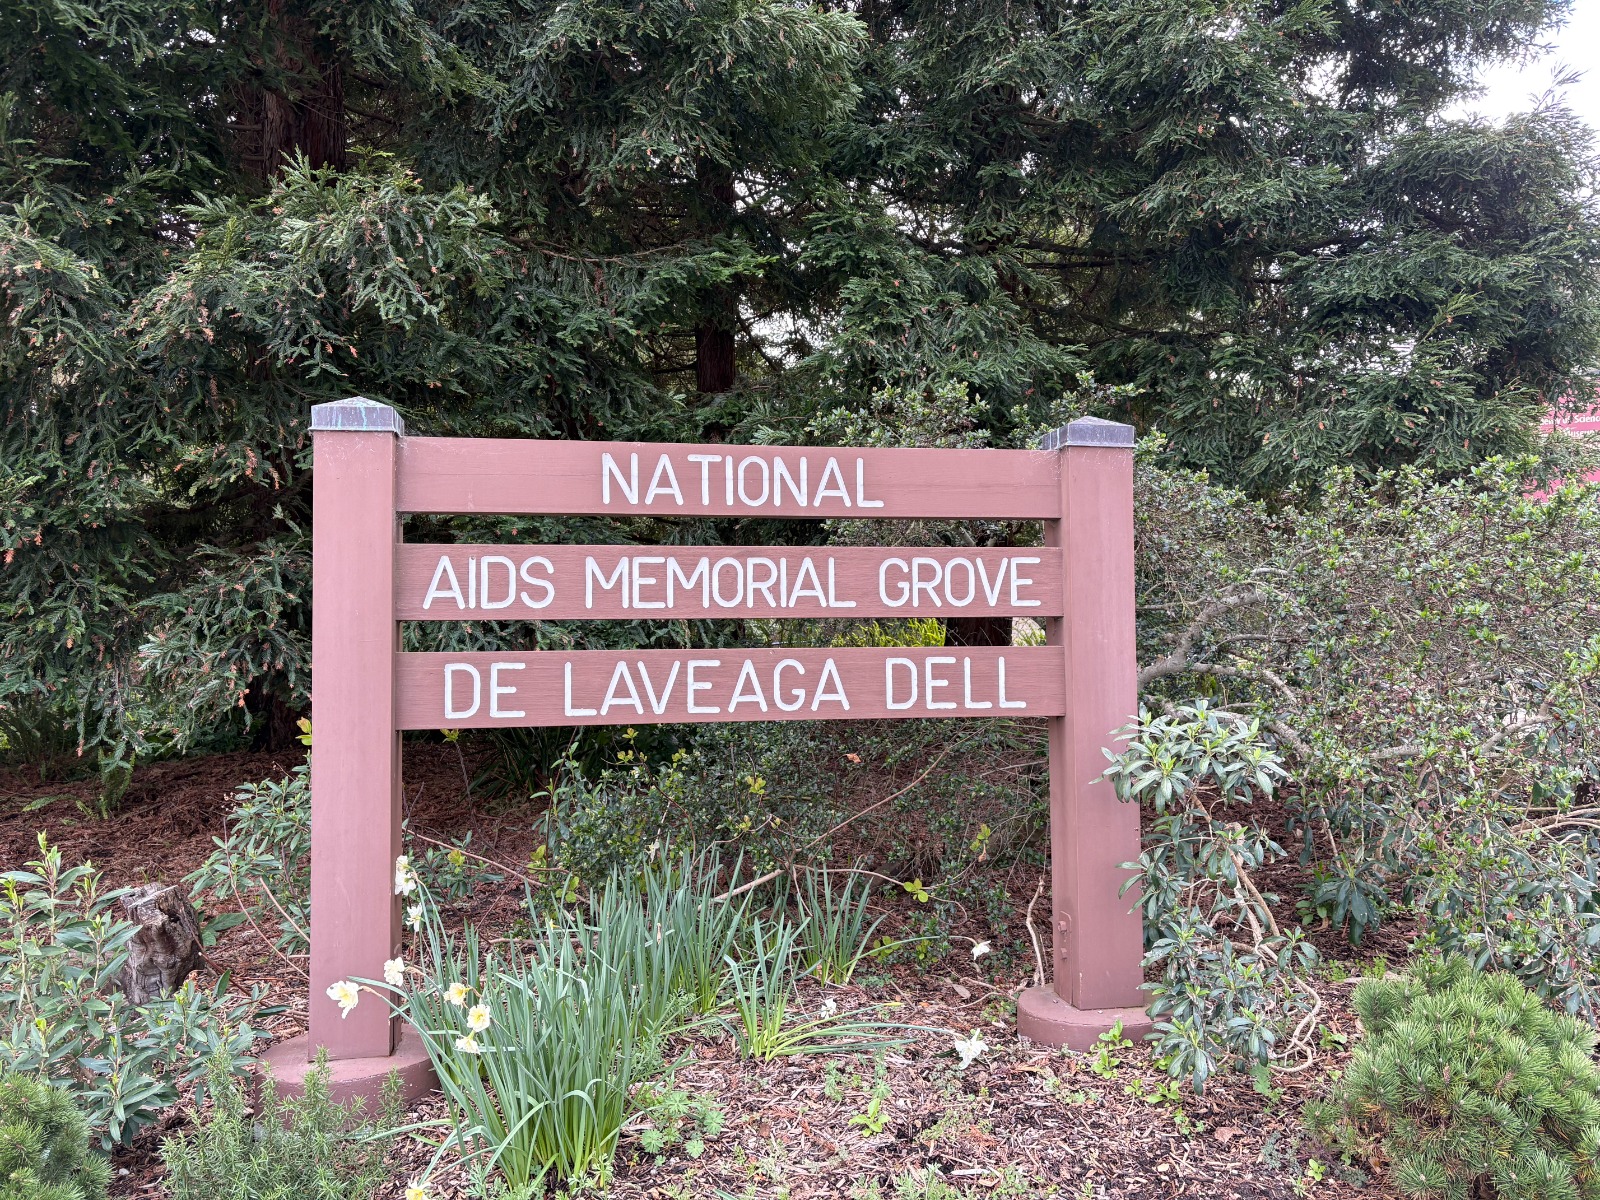 NATIONAL
AIDS MEMORIAL GROVE
DE LAVEAGA DELL